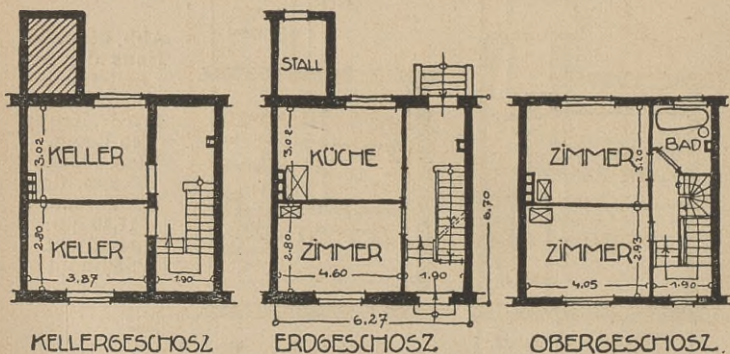 STALL
3.02
KELLER
2.80
KELLER
3.87
1.90
KELLERGESCHOSZ
3.02
KÜCHE
2.80
ZIMMER
4.60
1.90
6.70
6.27
ERDGESCHOSZ
BAD
ZIMMER
3.20
ZIMMER
2.93
4.05
1.90
OBERGESCHOSZ.